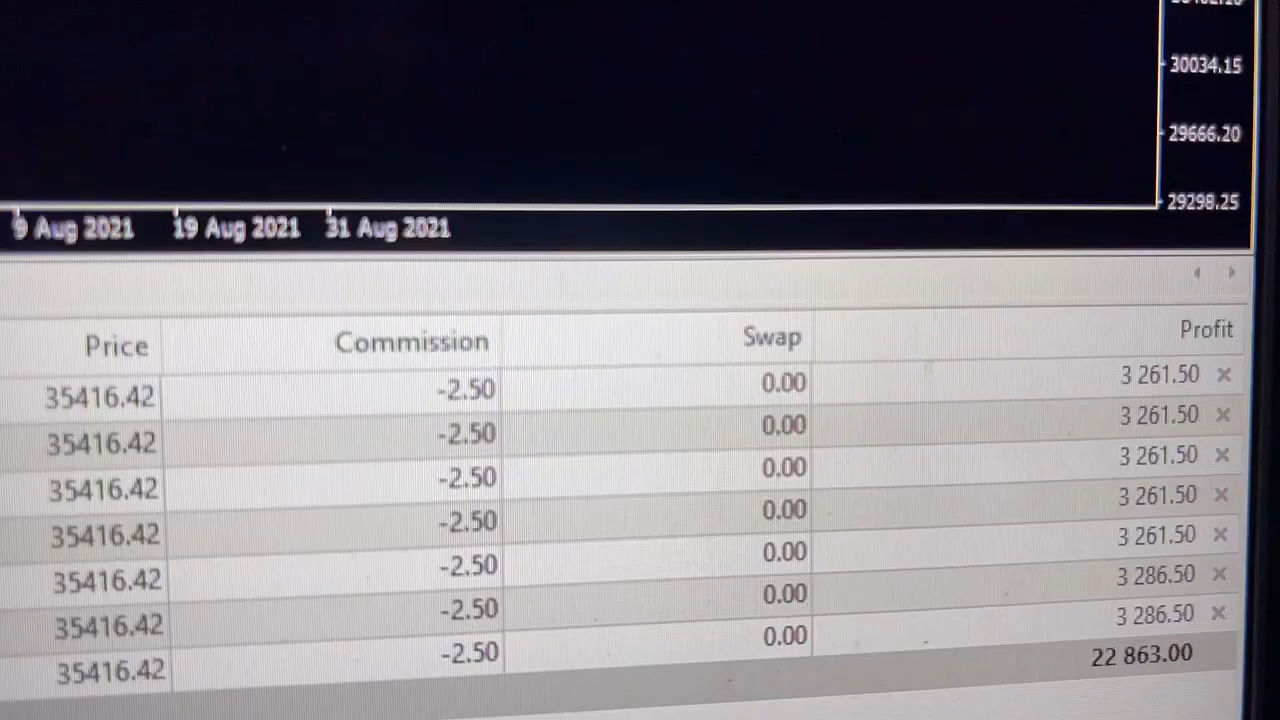 30034.15
29666.20
29298.25
9 Aug 2021 19 Aug 2021 31 Aug 2021
Price Commission Swap Profit
35416.42 -2.50 0.00 3 261.50
35416.42 -2.50 0.00 3 261.50
35416.42 -2.50 0.00 3 261.50
35416.42 -2.50 0.00 3 261.50
35416.42 -2.50 0.00 3 261.50
35416.42 -2.50 0.00 3 286.50
35416.42 -2.50 0.00 3 286.50
22 863.00